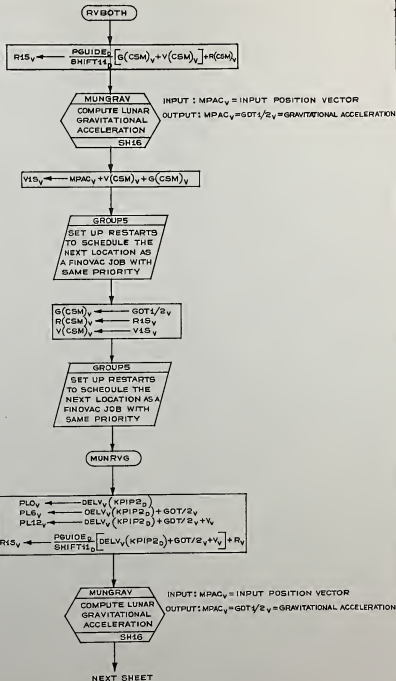 RVBOTH
R1S_V ← PGUIDE_D / SHIFT11_D [G(CSM)_V + V(CSM)_V] + R(CSM)_V
MUNGRAV
COMPUTE LUNAR
GRAVITATIONAL
ACCELERATION
SH16
INPUT : MPAC_V = INPUT POSITION VECTOR
OUTPUT: MPAC_V = GDT1/2_V = GRAVITATIONAL ACCELERATION
V1S_V ← MPAC_V + V(CSM)_V + G(CSM)_V
GROUP5
SET UP RESTARTS
TO SCHEDULE THE
NEXT LOCATION AS
A FINOVAC JOB WITH
SAME PRIORITY
G(CSM)_V ← GDT1/2_V
R(CSM)_V ← R1S_V
V(CSM)_V ← V1S_V
GROUP5
SET UP RESTARTS
TO SCHEDULE THE
NEXT LOCATION AS A
FINOVAC JOB WITH
SAME PRIORITY
MUNRVG
PL0_V ← DELV_V(KPIP2_D)
PL6_V ← DELV_V(KPIP2_D) + GDT/2_V
PL12_V ← DELV_V(KPIP2_D) + GDT/2_V + V_V
R1S_V ← PGUIDE_D / SHIFT11_D [DELV_V(KPIP2_D) + GDT/2_V + V_V] + R_V
MUNGRAV
COMPUTE LUNAR
GRAVITATIONAL
ACCELERATION
SH16
INPUT: MPAC_V = INPUT POSITION VECTOR
OUTPUT: MPAC_V = GDT1/2_V = GRAVITATIONAL ACCELERATION
NEXT SHEET